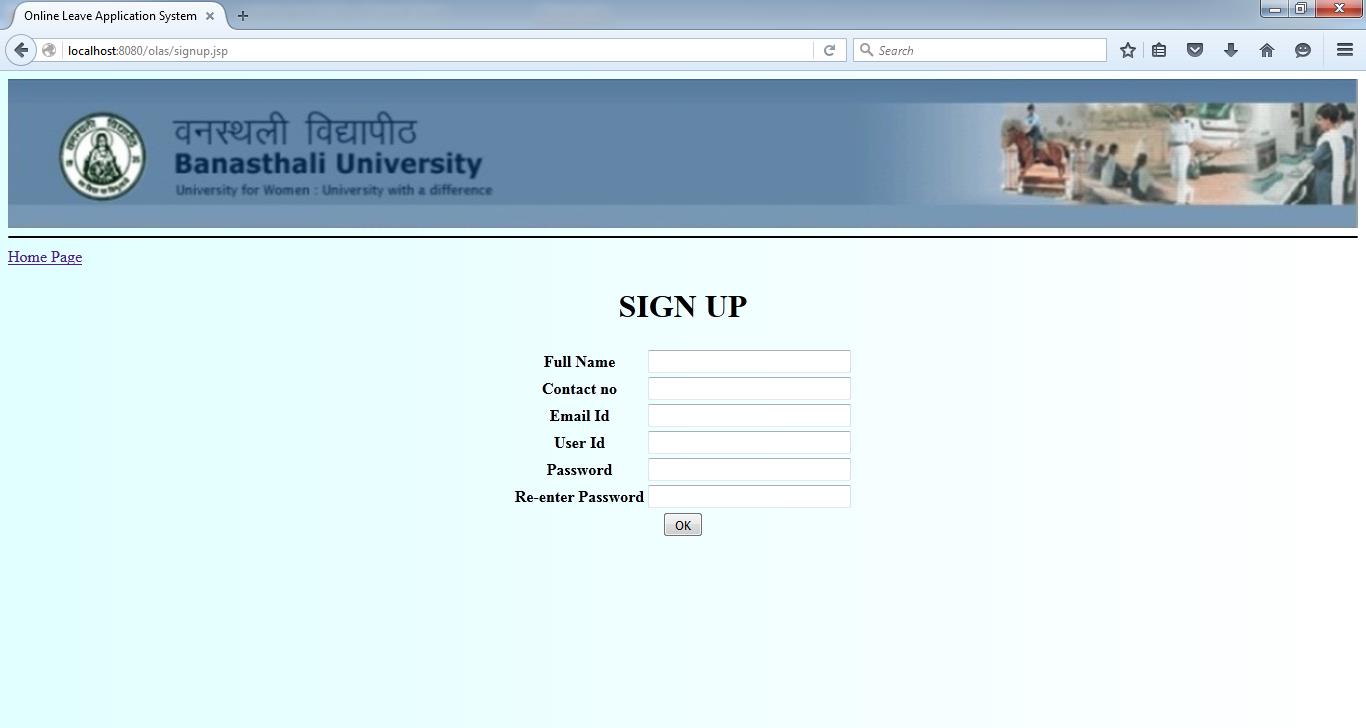 Online Leave Application System
localhost:8080/olas/signup.jsp
Search
वनस्थली विद्यापीठ
Banasthali University
University for Women : University with a difference
Home Page
SIGN UP
Full Name
Contact no
Email Id
User Id
Password
Re-enter Password
OK